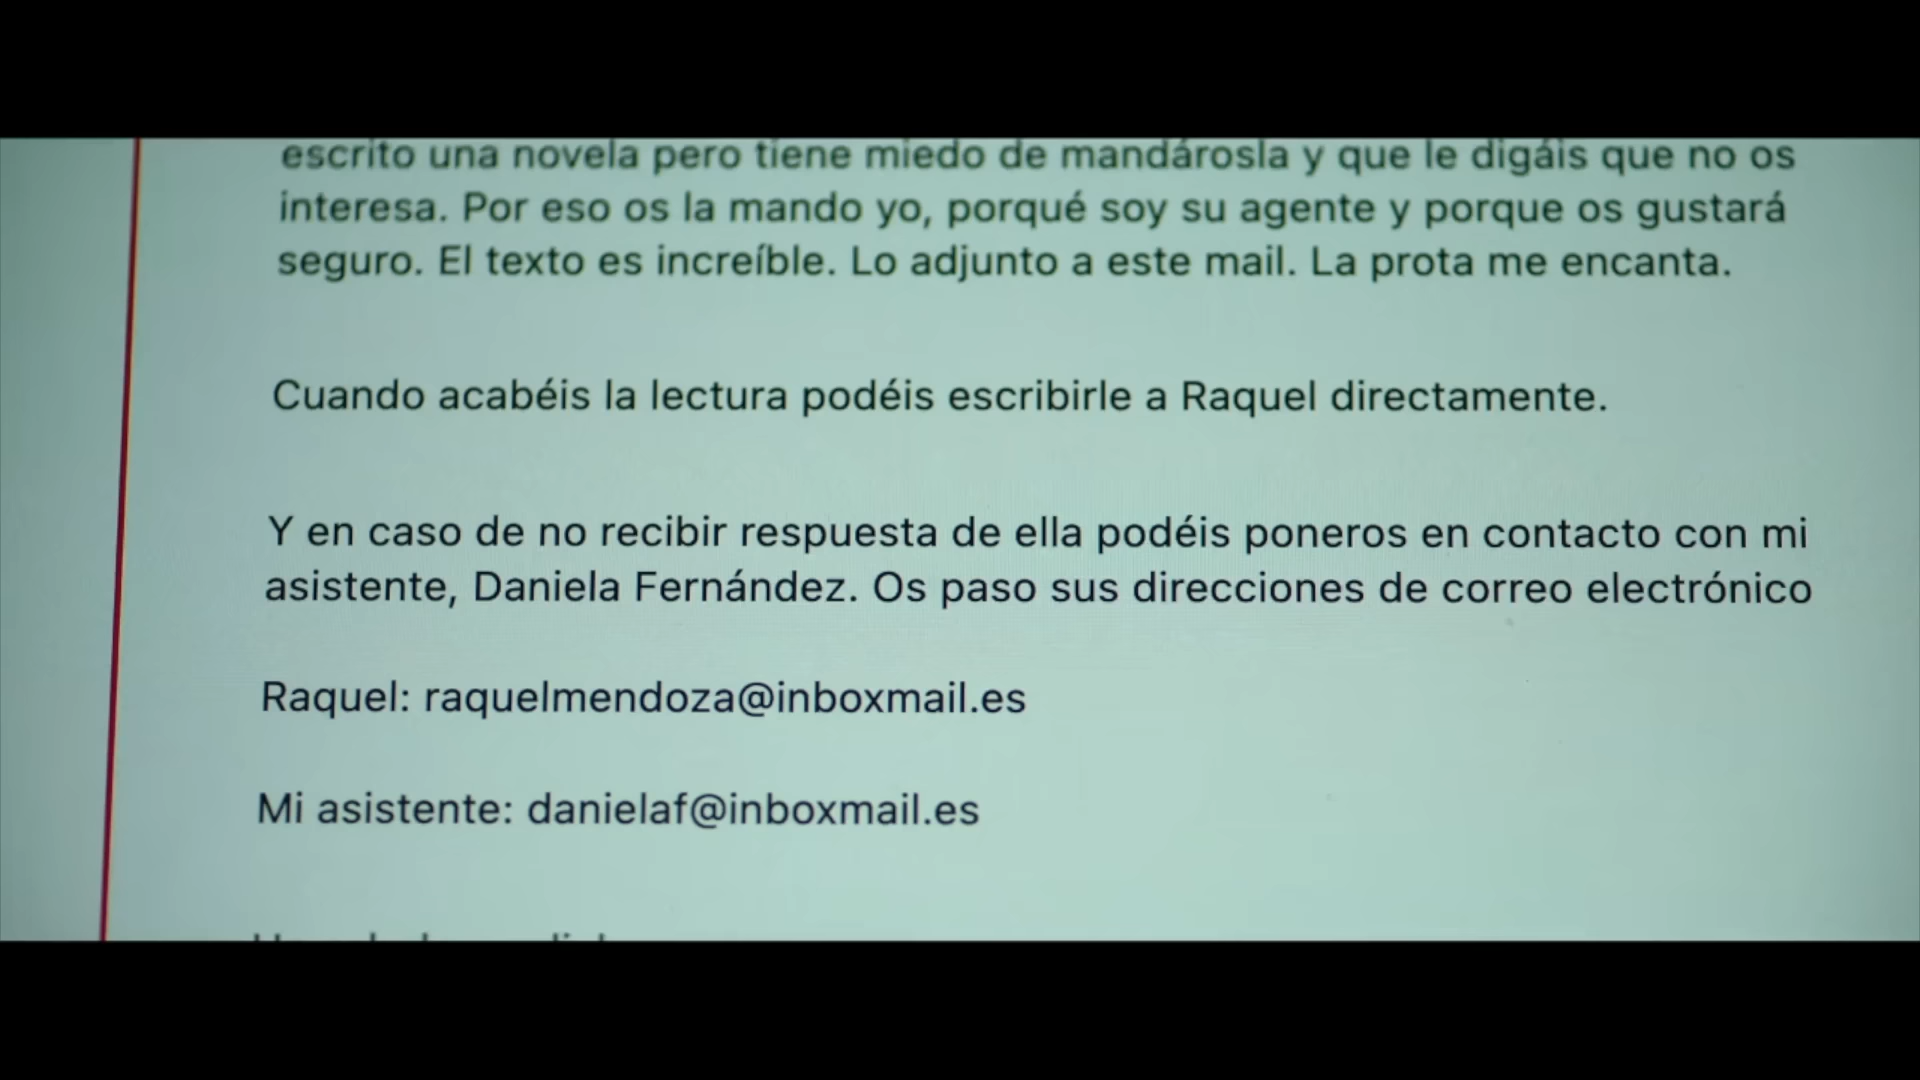 escrito una novela pero tiene miedo de mandárosla y que le digáis que no os
interesa. Por eso os la mando yo, porqué soy su agente y porque os gustará
seguro. El texto es increíble. Lo adjunto a este mail. La prota me encanta.
Cuando acabéis la lectura podéis escribirle a Raquel directamente.
Y en caso de no recibir respuesta de ella podéis poneros en contacto con mi
asistente, Daniela Fernández. Os paso sus direcciones de correo electrónico
Raquel: raquelmendoza@inboxmail.es
Mi asistente: danielaf@inboxmail.es